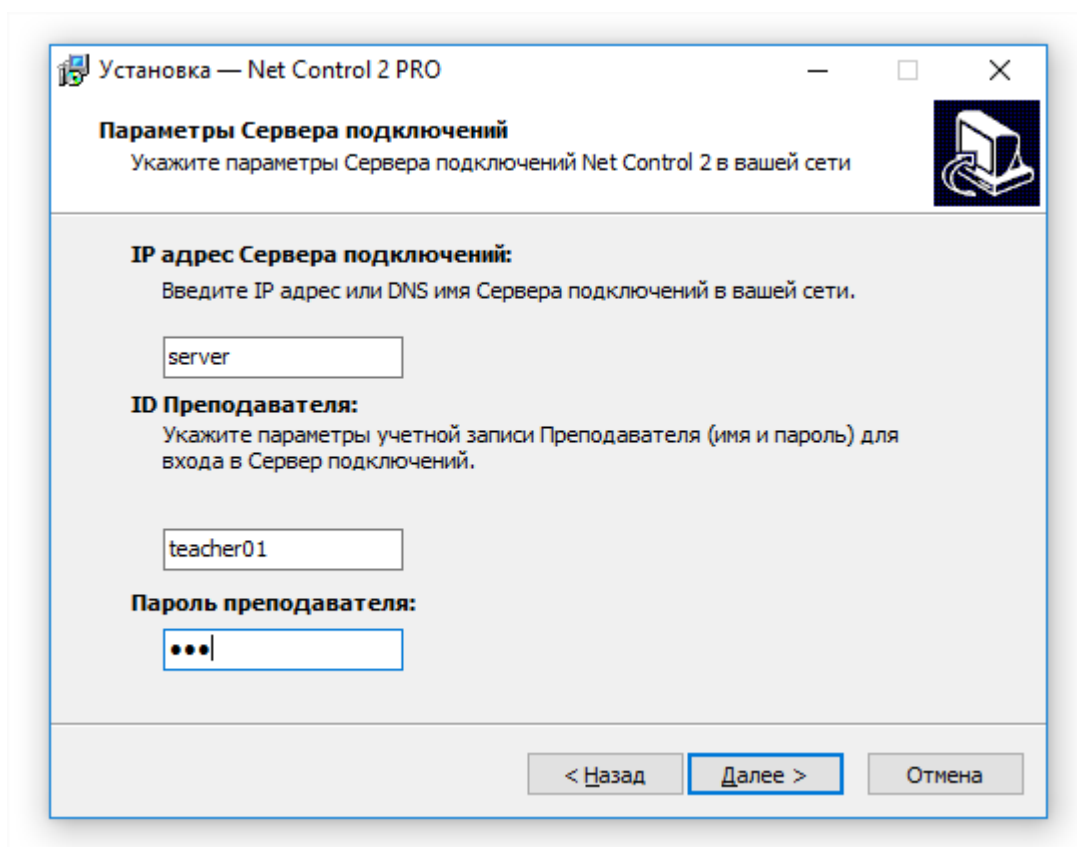 Установка — Net Control 2 PRO
Параметры Сервера подключений
Укажите параметры Сервера подключений Net Control 2 в вашей сети
IP адрес Сервера подключений:
Введите IP адрес или DNS имя Сервера подключений в вашей сети.
server
ID Преподавателя:
Укажите параметры учетной записи Преподавателя (имя и пароль) для
входа в Сервер подключений.
teacher01
Пароль преподавателя:
●●●
< Назад
Далее >
Отмена